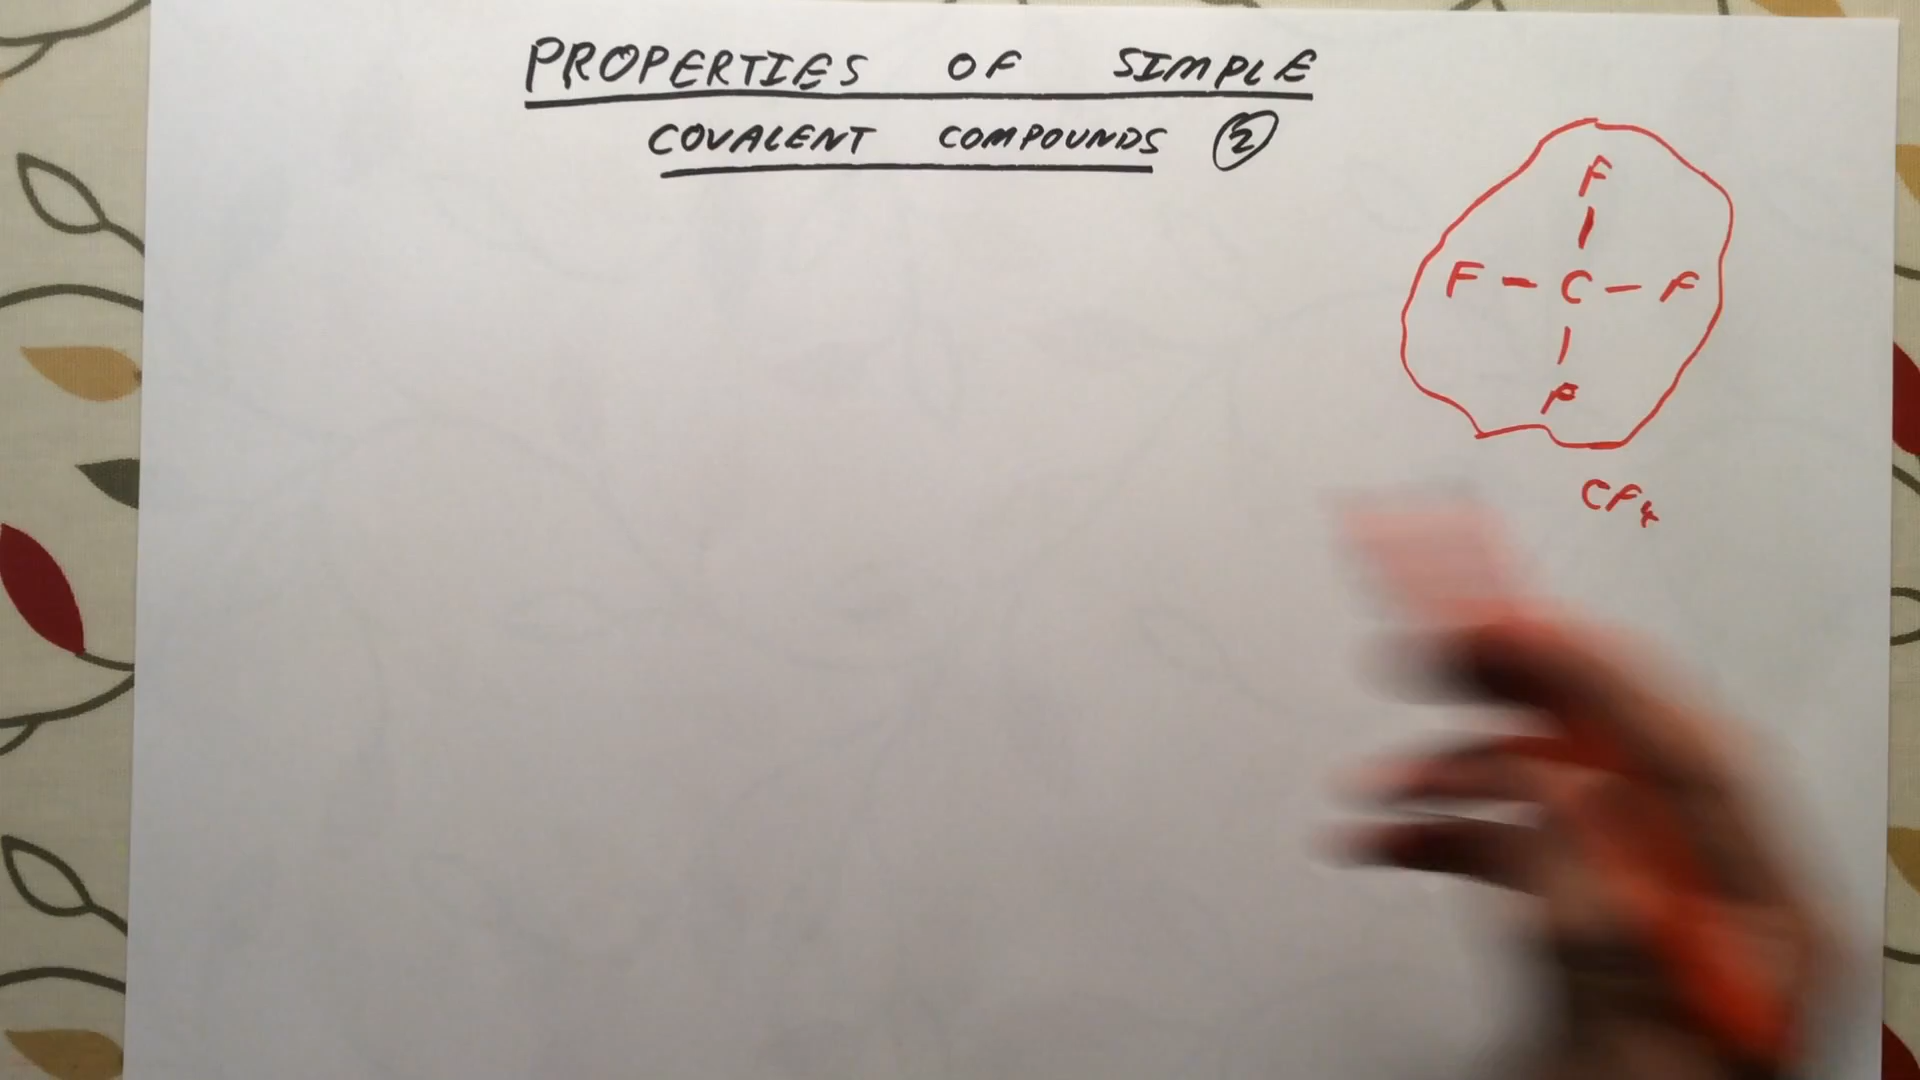 PROPERTIES OF SIMPLE
COVALENT COMPOUNDS 2
F
F - C - F
F
CF4